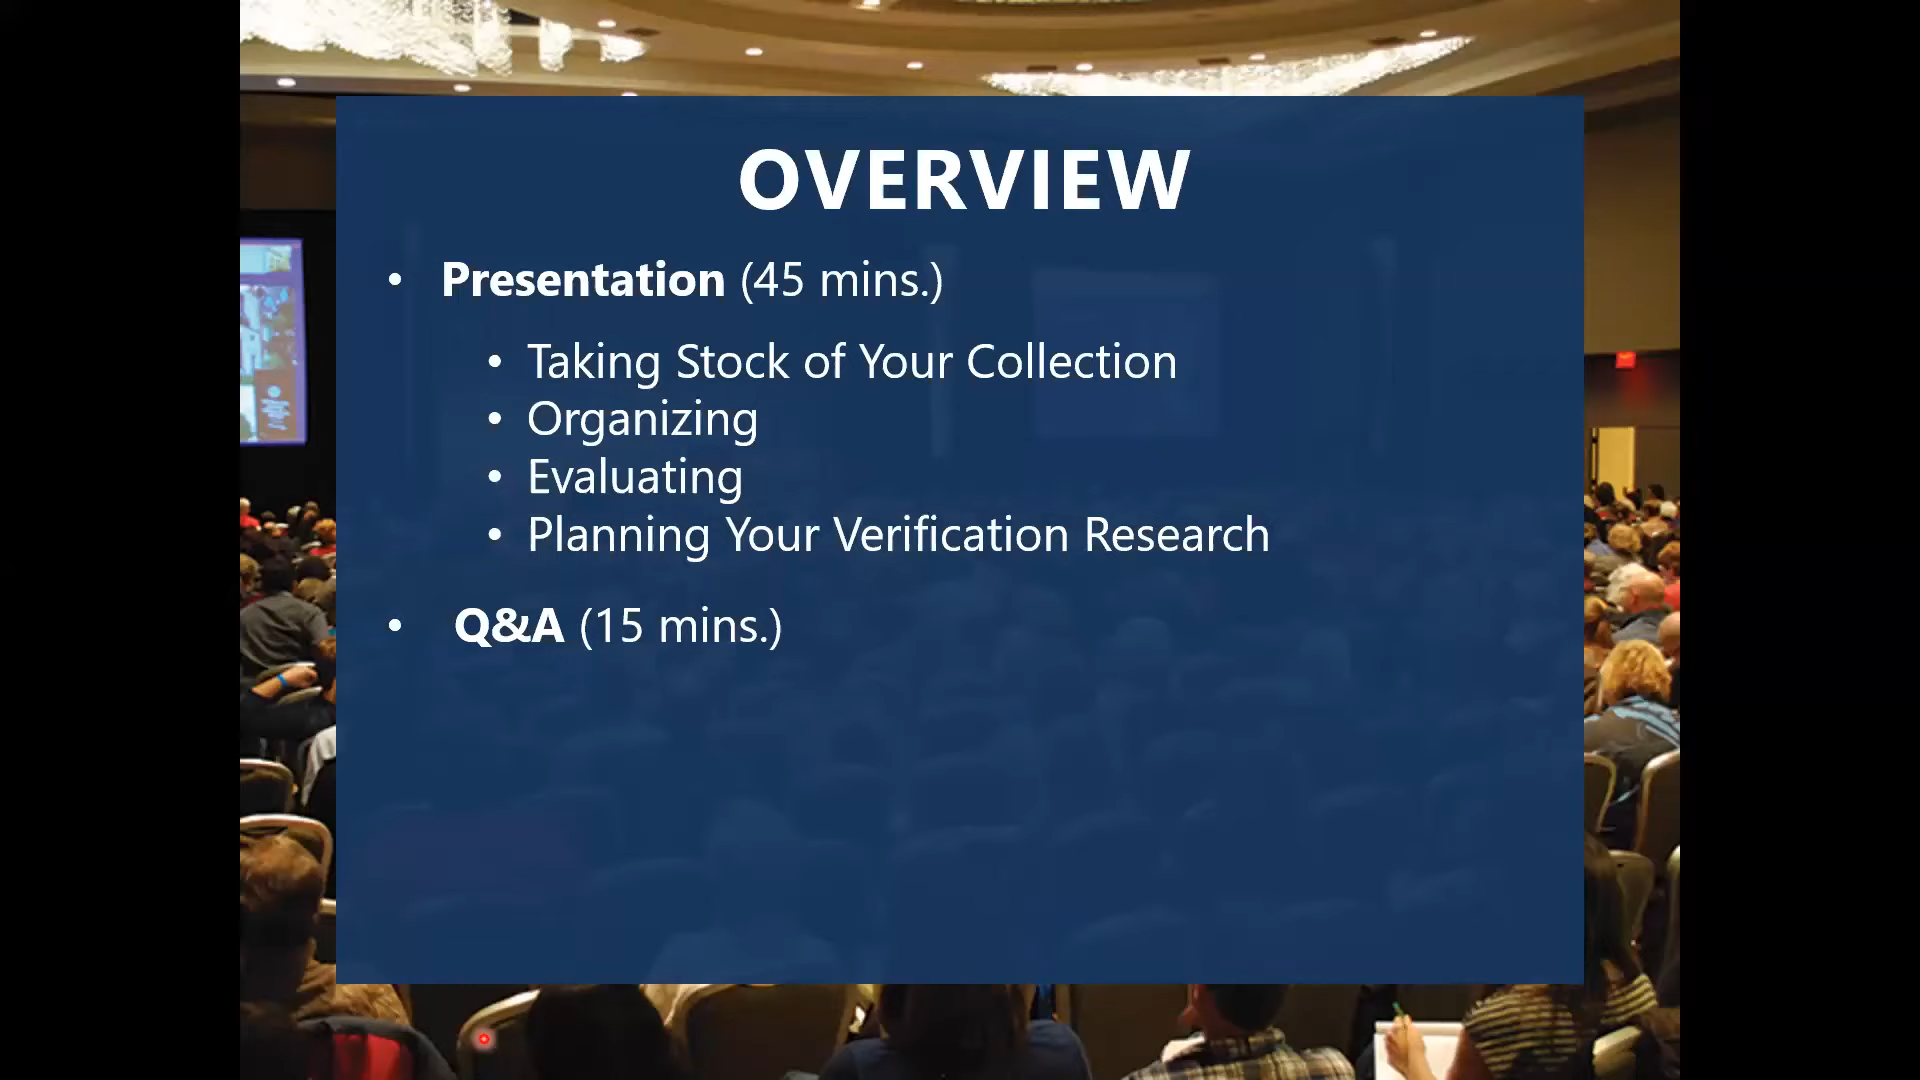 OVERVIEW
• Presentation (45 mins.)
• Taking Stock of Your Collection
• Organizing
• Evaluating
• Planning Your Verification Research
• Q&A (15 mins.)